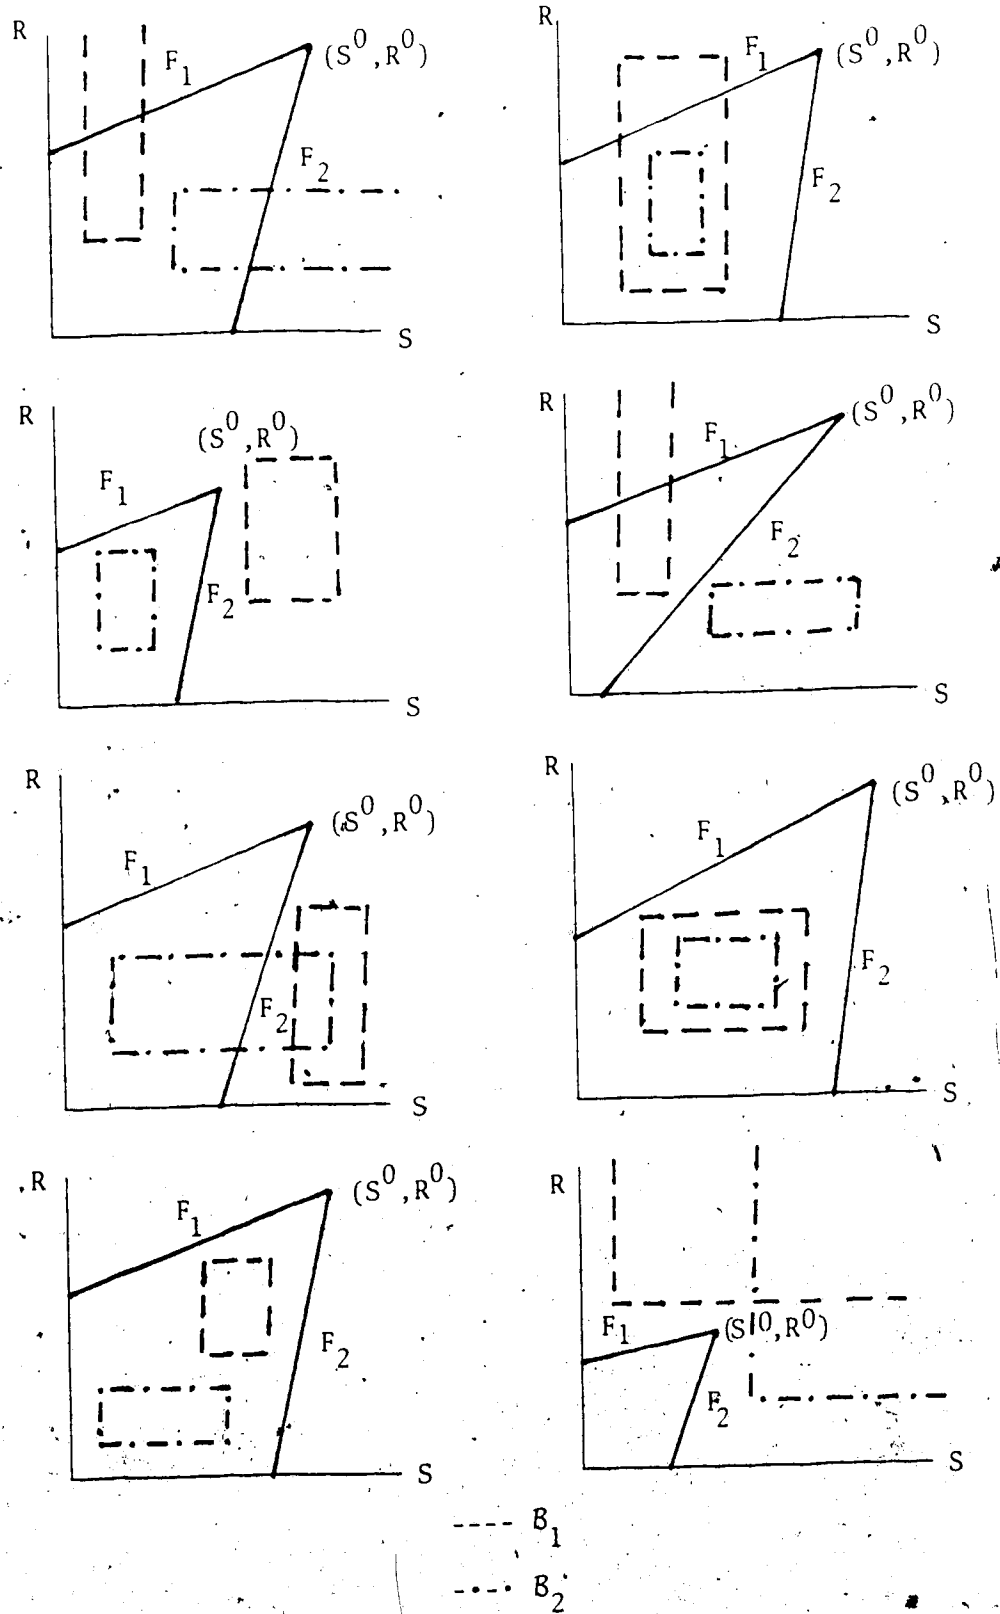 R F₁ (S⁰,R⁰)
F₂
S
R F₁ (S⁰,R⁰)
F₂
S
R (S⁰,R⁰)
F₁
F₂
S
R F₁ (S⁰,R⁰)
F₂
S
R (S⁰,R⁰)
F₁
F₂
S
R (S⁰,R⁰)
F₁
F₂
S
R F₁ (S⁰,R⁰)
F₂
S
R
F₁ (S⁰,R⁰)
F₂
S
---- B₁
-·-· B₂